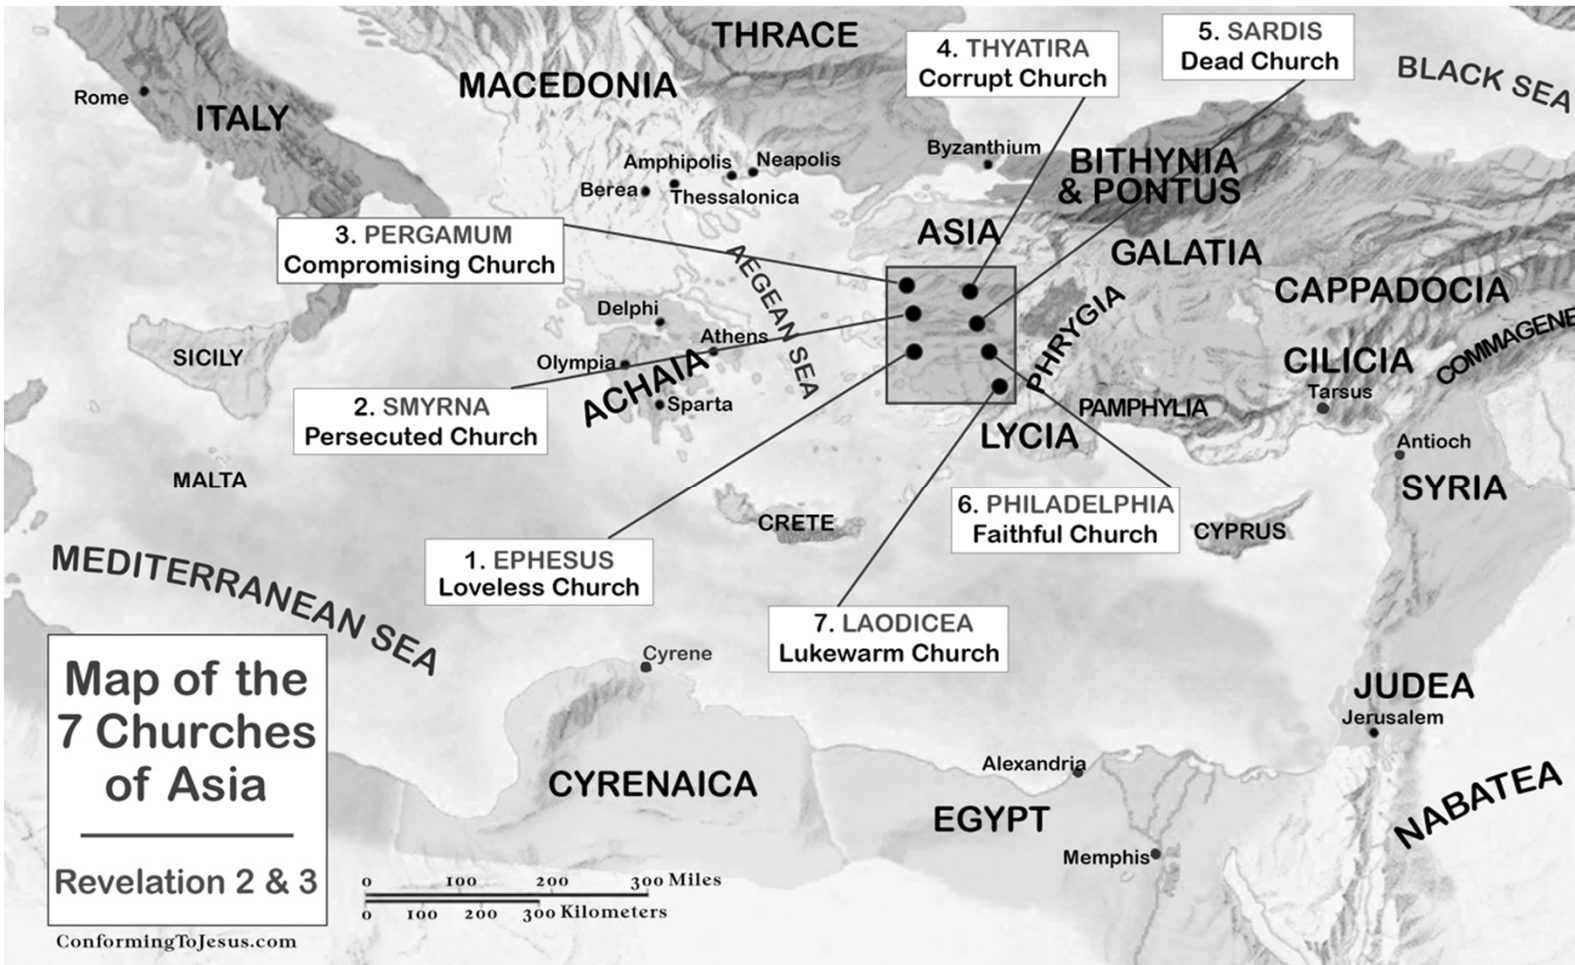 THRACE
4. THYATIRA
Corrupt Church
5. SARDIS
Dead Church
BLACK SEA
MACEDONIA
Rome
ITALY
Byzanthium
BITHYNIA
& PONTUS
Amphipolis
Neapolis
Berea
Thessalonica
3. PERGAMUM
Compromising Church
ASIA
GALATIA
AEGEAN SEA
CAPPADOCIA
PHRYGIA
COMMAGENE
Delphi
Athens
SICILY
Olympia
ACHAIA
Sparta
CILICIA
Tarsus
2. SMYRNA
Persecuted Church
PAMPHYLIA
LYCIA
Antioch
SYRIA
MALTA
CRETE
6. PHILADELPHIA
Faithful Church
CYPRUS
1. EPHESUS
Loveless Church
MEDITERRANEAN SEA
7. LAODICEA
Lukewarm Church
Cyrene
JUDEA
Jerusalem
Map of the
7 Churches
of Asia
Revelation 2 & 3
CYRENAICA
Alexandria
EGYPT
NABATEA
Memphis
0 100 200 300 Miles
0 100 200 300 Kilometers
ConformingToJesus.com